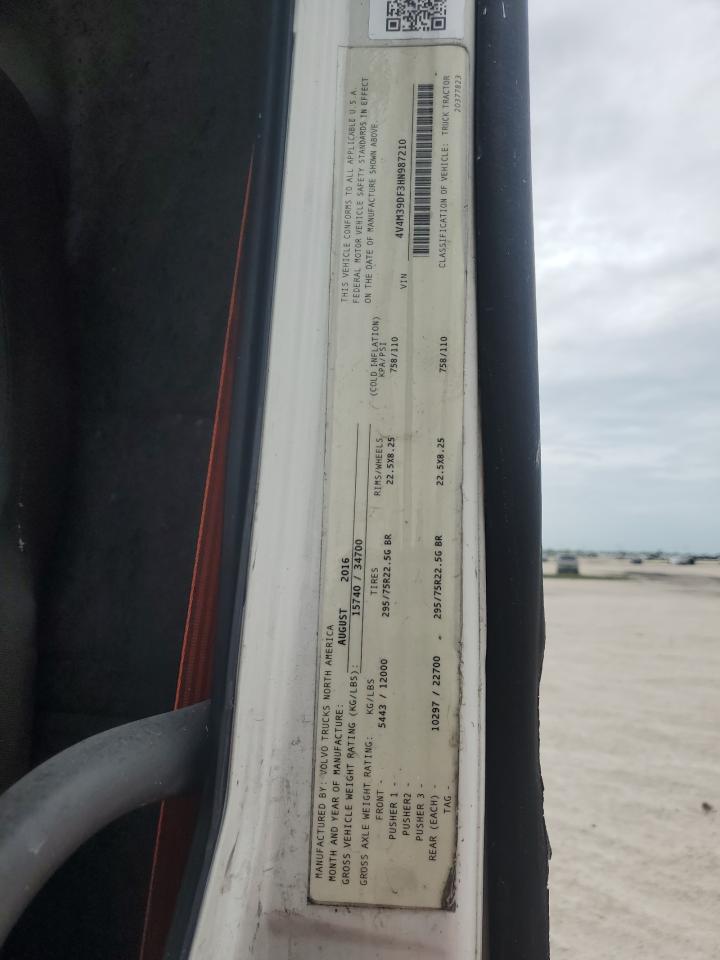 MANUFACTURED BY: VOLVO TRUCKS NORTH AMERICA
MONTH AND YEAR OF MANUFACTURE: AUGUST 2016
GROSS VEHICLE WEIGHT RATING (KG/LBS): 15740 / 34700
THIS VEHICLE CONFORMS TO ALL APPLICABLE U.S.A.
FEDERAL MOTOR VEHICLE SAFETY STANDARDS IN EFFECT
ON THE DATE OF MANUFACTURE SHOWN ABOVE.
GROSS AXLE WEIGHT RATING: KG/LBS TIRES RIMS/WHEELS (COLD INFLATION) KPA/PSI
FRONT - 5443 / 12000 295/75R22.5G BR 22.5X8.25 758/110
PUSHER 1 -
PUSHER2 -
PUSHER 3 -
REAR (EACH) - 10297 / 22700 - 295/75R22.5G BR 22.5X8.25 758/110
TAG -
VIN 4V4M39DF3HN987210
CLASSIFICATION OF VEHICLE: TRUCK TRACTOR
20377823